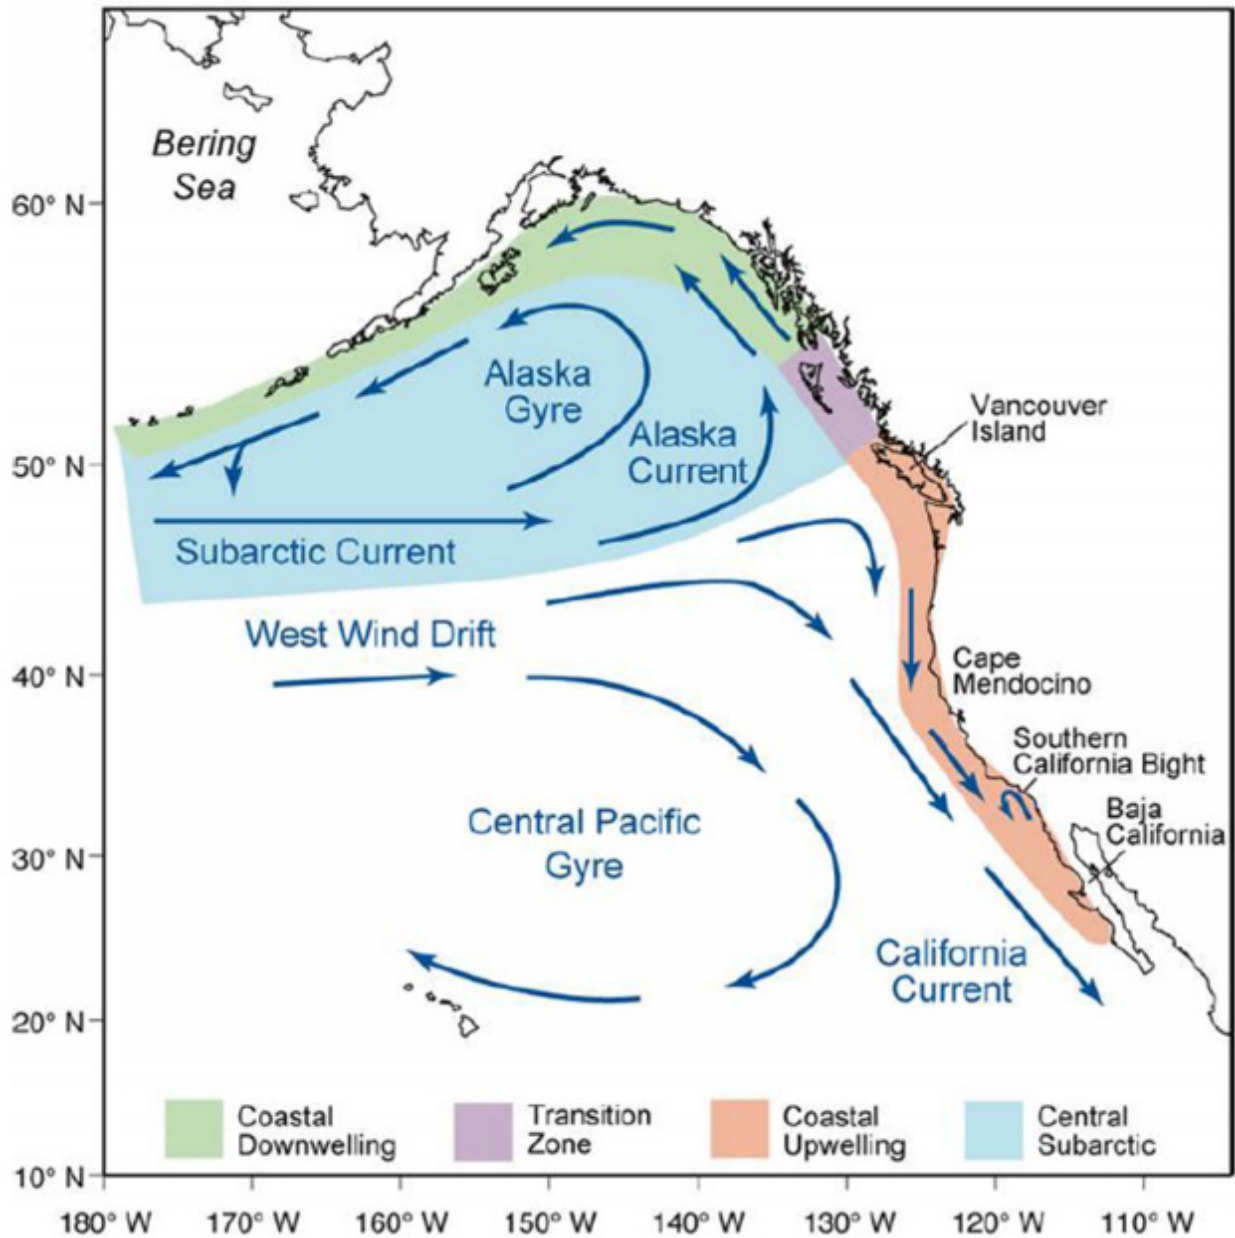 Bering
Sea
60° N
50° N
40° N
30° N
20° N
10° N
Alaska
Gyre
Alaska
Current
Vancouver
Island
Subarctic Current
West Wind Drift
Cape
Mendocino
Southern
California Bight
Baja
California
Central Pacific
Gyre
California
Current
Coastal
Downwelling
Transition
Zone
Coastal
Upwelling
Central
Subarctic
180° W
170° W
160° W
150° W
140° W
130° W
120° W
110° W